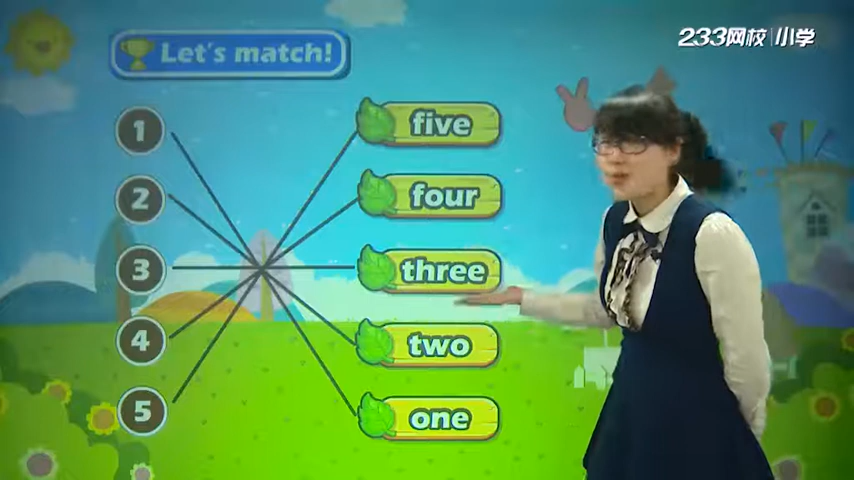 233网校 小学
Let's match!
1 five
2 four
3 three
4 two
5 one